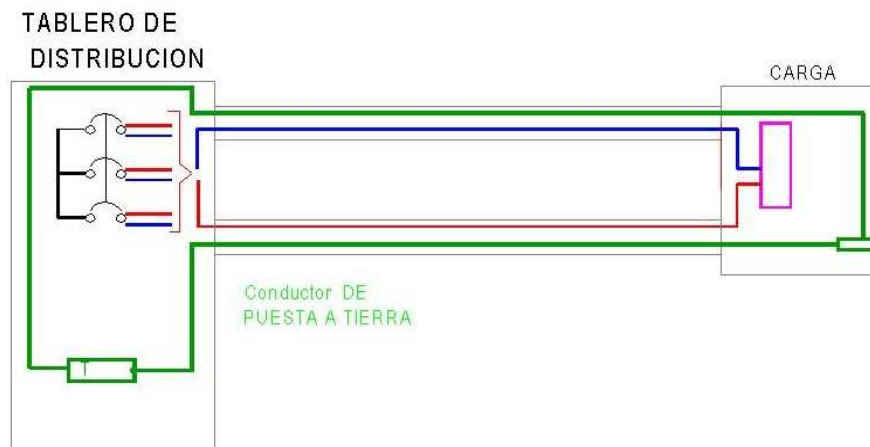 TABLERO DE
DISTRIBUCION
CARGA
Conductor DE
PUESTA A TIERRA
T